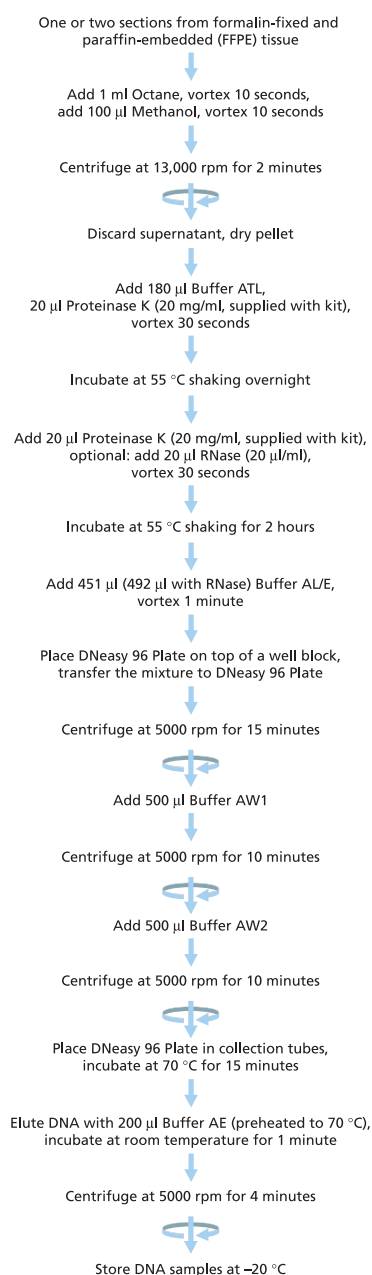 One or two sections from formalin-fixed and
paraffin-embedded (FFPE) tissue
Add 1 ml Octane, vortex 10 seconds,
add 100 μl Methanol, vortex 10 seconds
Centrifuge at 13,000 rpm for 2 minutes
Discard supernatant, dry pellet
Add 180 μl Buffer ATL,
20 μl Proteinase K (20 mg/ml, supplied with kit),
vortex 30 seconds
Incubate at 55 °C shaking overnight
Add 20 μl Proteinase K (20 mg/ml, supplied with kit),
optional: add 20 μl RNase (20 μl/ml),
vortex 30 seconds
Incubate at 55 °C shaking for 2 hours
Add 451 μl (492 μl with RNase) Buffer AL/E,
vortex 1 minute
Place DNeasy 96 Plate on top of a well block,
transfer the mixture to DNeasy 96 Plate
Centrifuge at 5000 rpm for 15 minutes
Add 500 μl Buffer AW1
Centrifuge at 5000 rpm for 10 minutes
Add 500 μl Buffer AW2
Centrifuge at 5000 rpm for 10 minutes
Place DNeasy 96 Plate in collection tubes,
incubate at 70 °C for 15 minutes
Elute DNA with 200 μl Buffer AE (preheated to 70 °C),
incubate at room temperature for 1 minute
Centrifuge at 5000 rpm for 4 minutes
Store DNA samples at –20 °C